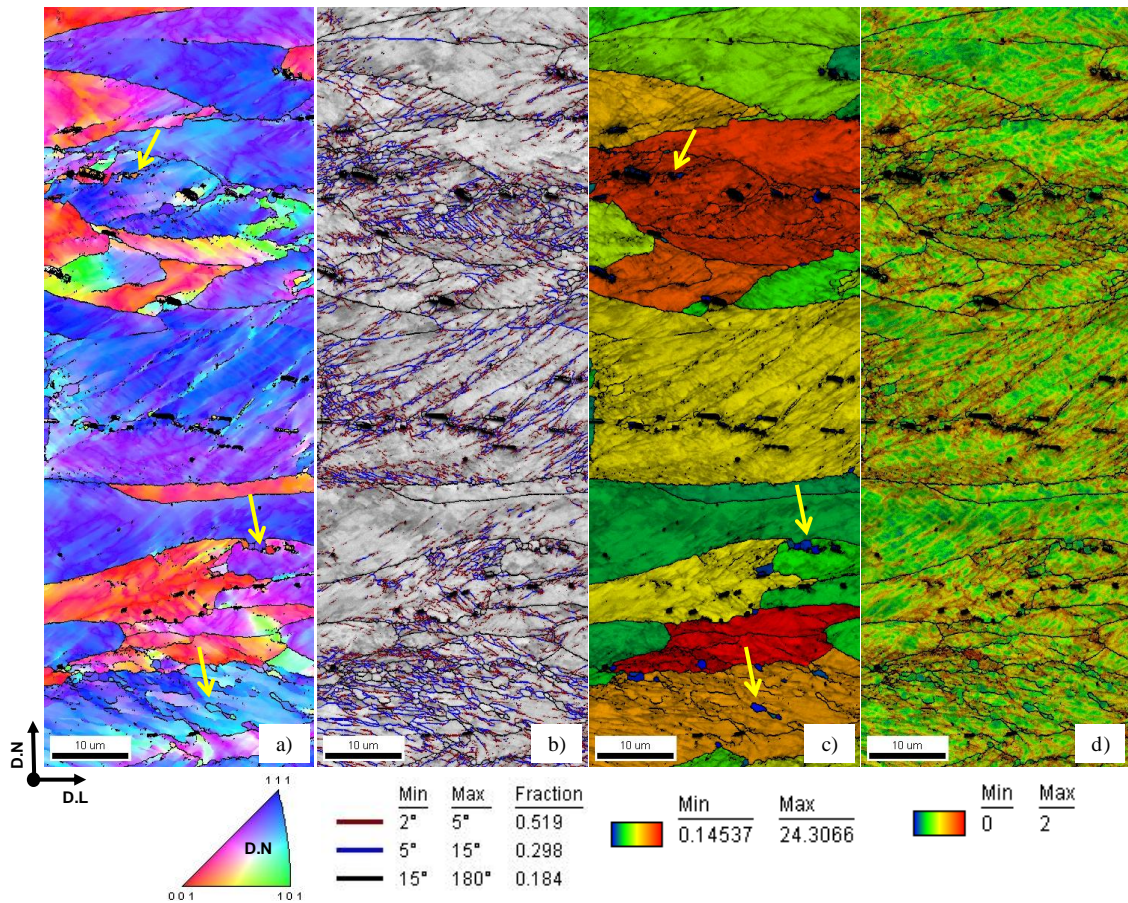 a)
b)
c)
d)
10 um
10 um
10 um
10 um
D.N
D.L
1 1 1
D.N
0 0 1
1 0 1
Min Max Fraction
2° 5° 0.519
5° 15° 0.298
15° 180° 0.184
Min Max
0.14537 24.3066
Min Max
0 2